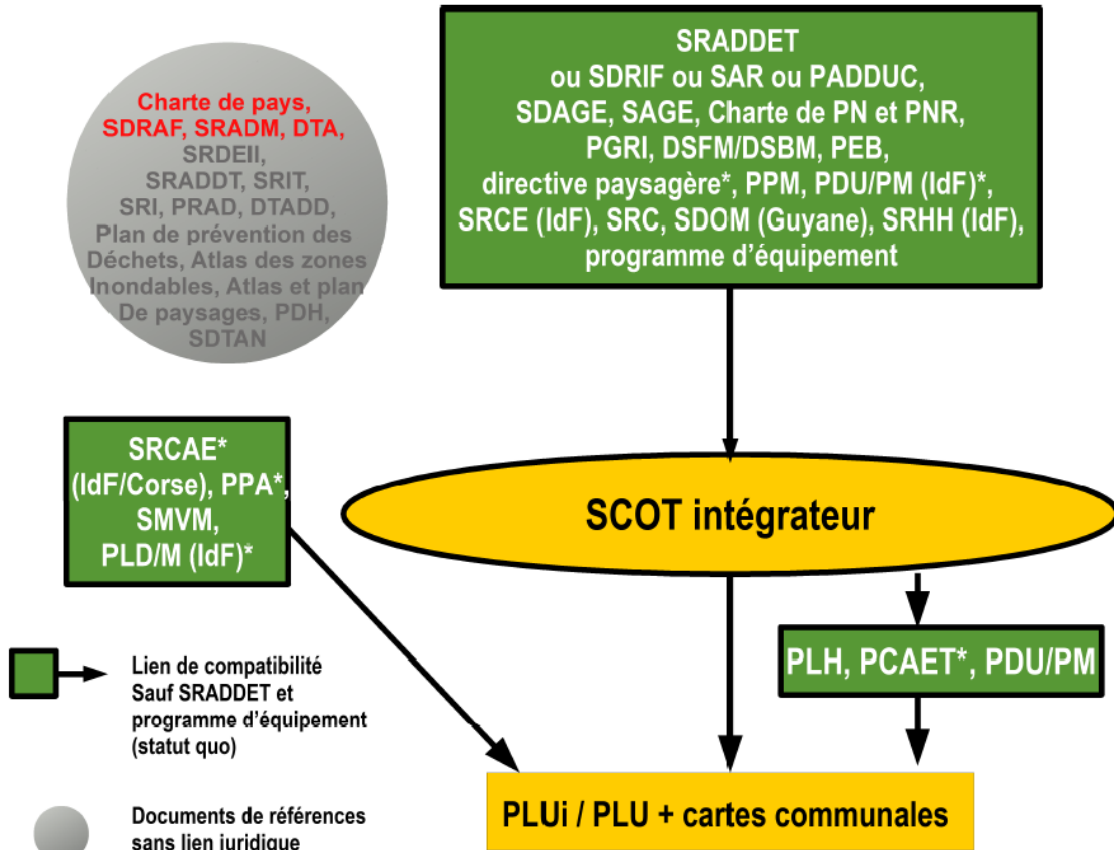 SRADDET
ou SDRIF ou SAR ou PADDUC,
SDAGE, SAGE, Charte de PN et PNR,
PGRI, DSFM/DSBM, PEB,
directive paysagère*, PPM, PDU/PM (IdF)*,
SRCE (IdF), SRC, SDOM (Guyane), SRHH (IdF),
programme d'équipement
Charte de pays,
SDRAF, SRADM, DTA,
SRDEII,
SRADDT, SRIT,
SRI, PRAD, DTADD,
Plan de prévention des
Déchets, Atlas des zones
Inondables, Atlas et plan
De paysages, PDH,
SDTAN
SRCAE*
(IdF/Corse), PPA*,
SMVM,
PLD/M (IdF)*
SCOT intégrateur
PLH, PCAET*, PDU/PM
Lien de compatibilité
Sauf SRADDET et
programme d'équipement
(statut quo)
PLUi / PLU + cartes communales
Documents de références
sans lien juridique